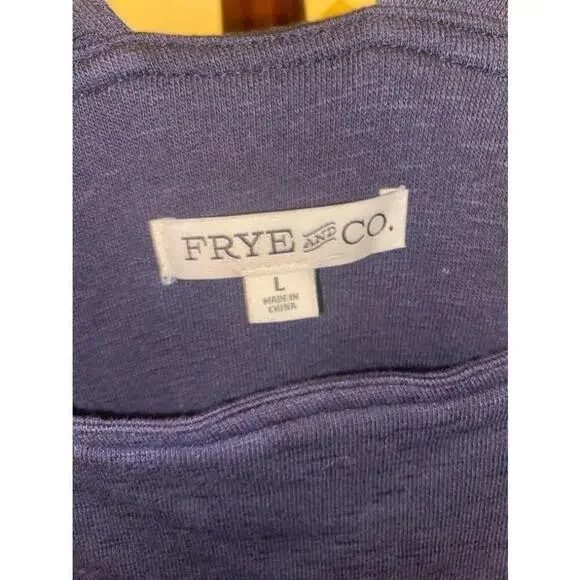 FRYE AND CO.
L
MADE IN
CHINA